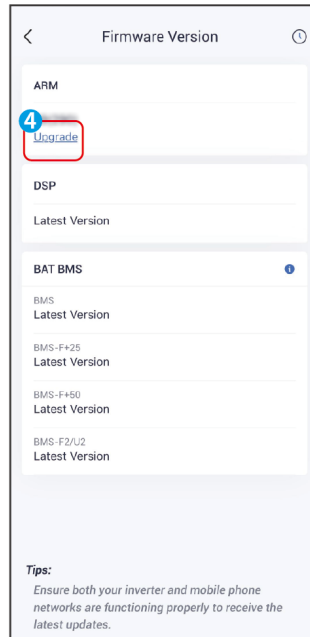 Firmware Version
ARM
4
Upgrade
DSP
Latest Version
BAT BMS
BMS
Latest Version
BMS-F+25
Latest Version
BMS-F+50
Latest Version
BMS-F2/U2
Latest Version
Tips:
Ensure both your inverter and mobile phone
networks are functioning properly to receive the
latest updates.